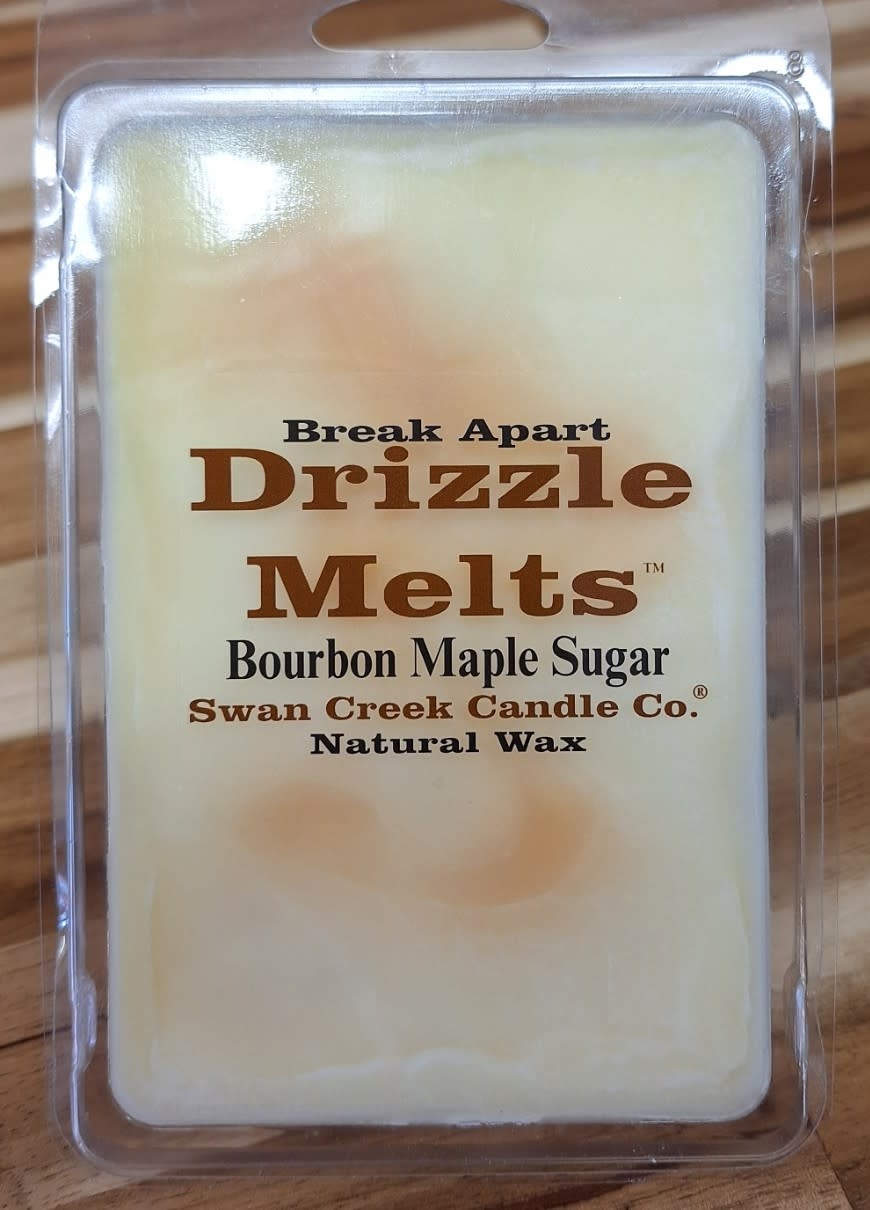 Break Apart
Drizzle
Melts™
Bourbon Maple Sugar
Swan Creek Candle Co.®
Natural Wax